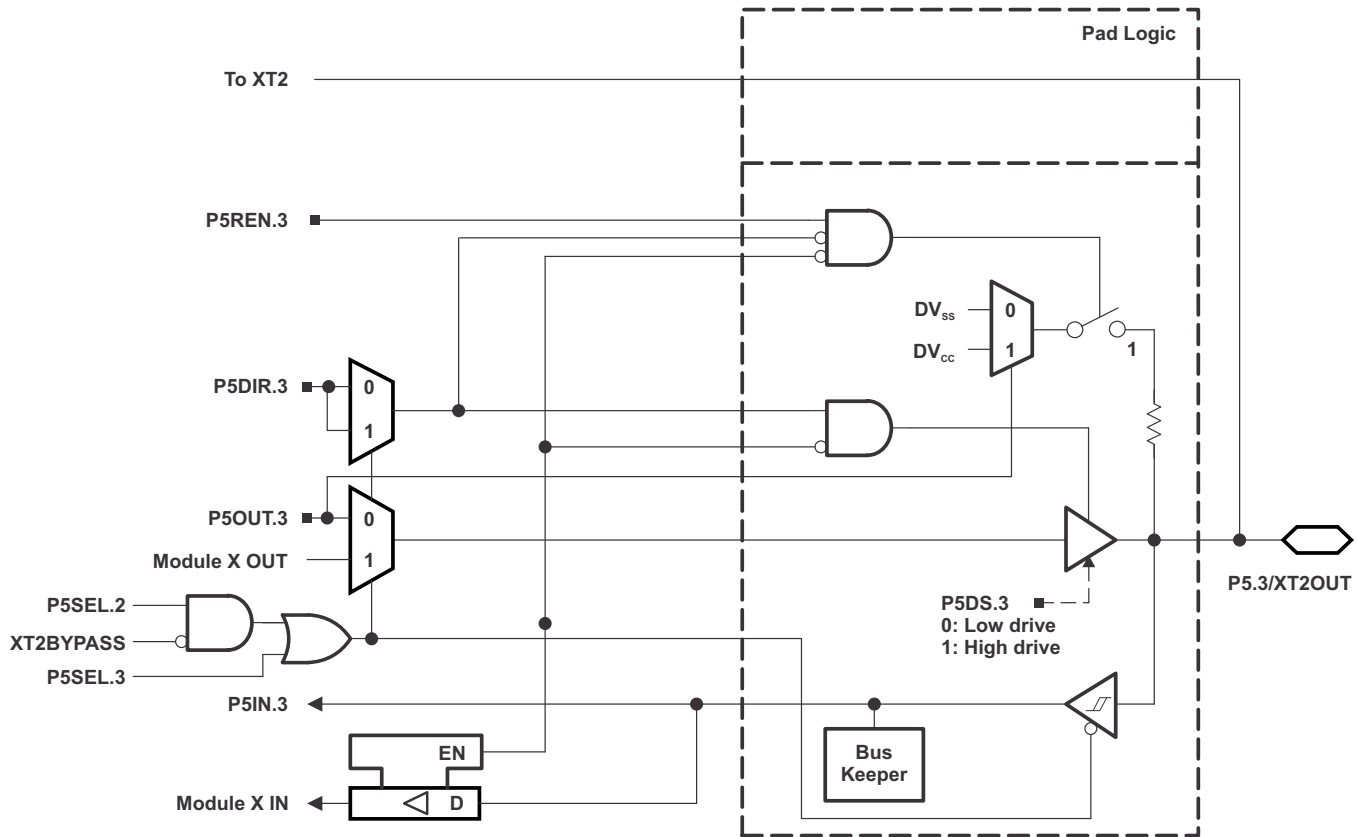 Pad Logic
To XT2
P5REN.3
DVSS
0
DVCC
1
1
P5DIR.3
0
1
P5OUT.3
0
Module X OUT
1
P5SEL.2
XT2BYPASS
P5SEL.3
P5DS.3
0: Low drive
1: High drive
P5.3/XT2OUT
P5IN.3
Bus
Keeper
EN
Module X IN
D